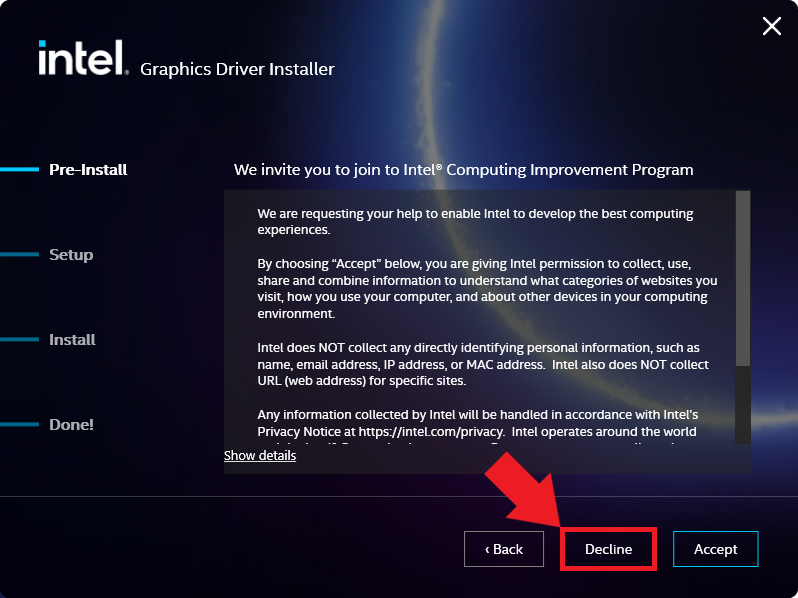 intel.
Graphics Driver Installer
Pre-Install
Setup
Install
Done!
We invite you to join to Intel® Computing Improvement Program
We are requesting your help to enable Intel to develop the best computing
experiences.
By choosing “Accept” below, you are giving Intel permission to collect, use,
share and combine information to understand what categories of websites you
visit, how you use your computer, and about other devices in your computing
environment.
Intel does NOT collect any directly identifying personal information, such as
name, email address, IP address, or MAC address. Intel also does NOT collect
URL (web address) for specific sites.
Any information collected by Intel will be handled in accordance with Intel's
Privacy Notice at https://intel.com/privacy. Intel operates around the world
Show details
‹ Back
Decline
Accept